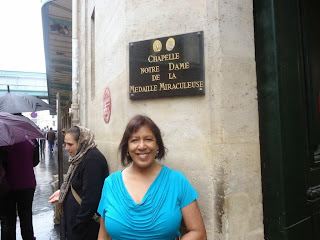 CHAPELLE
NOTRE DAME
DE LA
MEDAILLE MIRACULEUSE